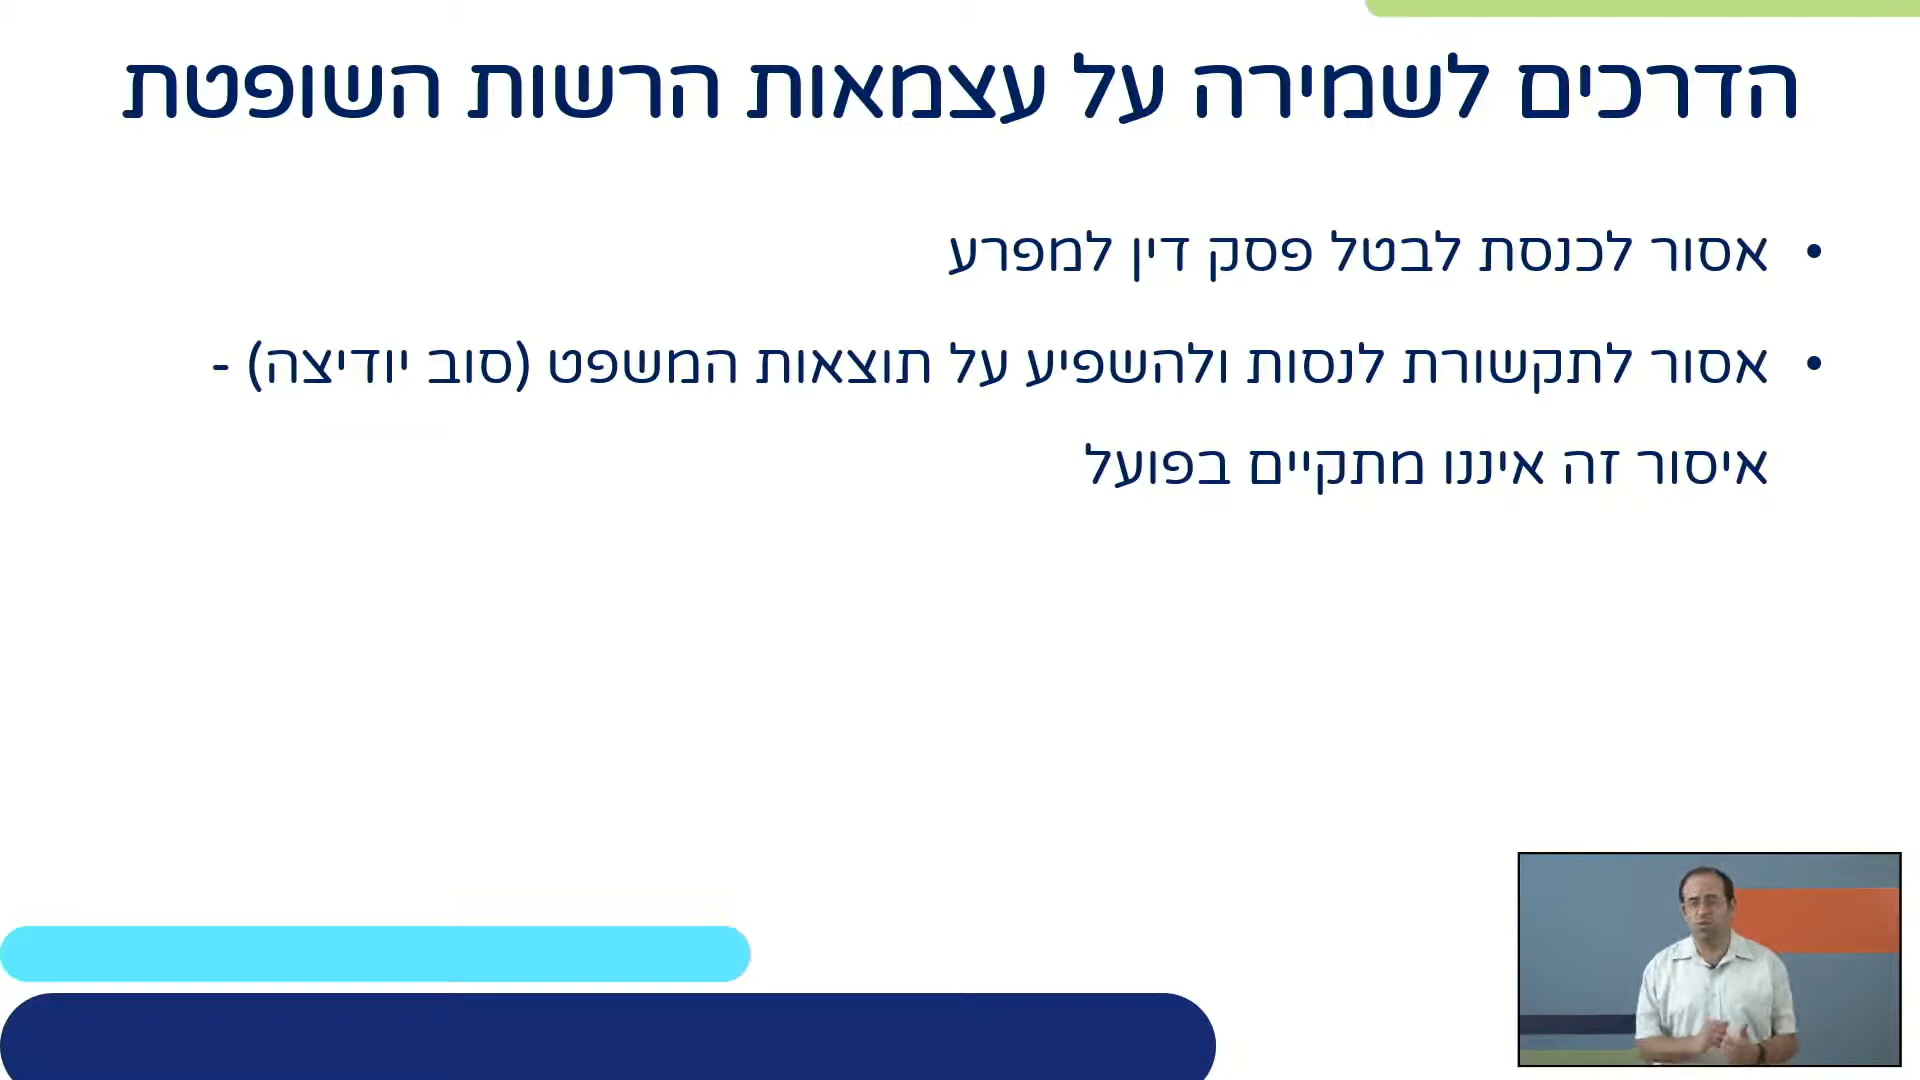 הדרכים לשמירה על עצמאות הרשות השופטת
• אסור לכנסת לבטל פסק דין למפרע
• אסור לתקשורת לנסות ולהשפיע על תוצאות המשפט (סוב יודיצה) -
איסור זה איננו מתקיים בפועל